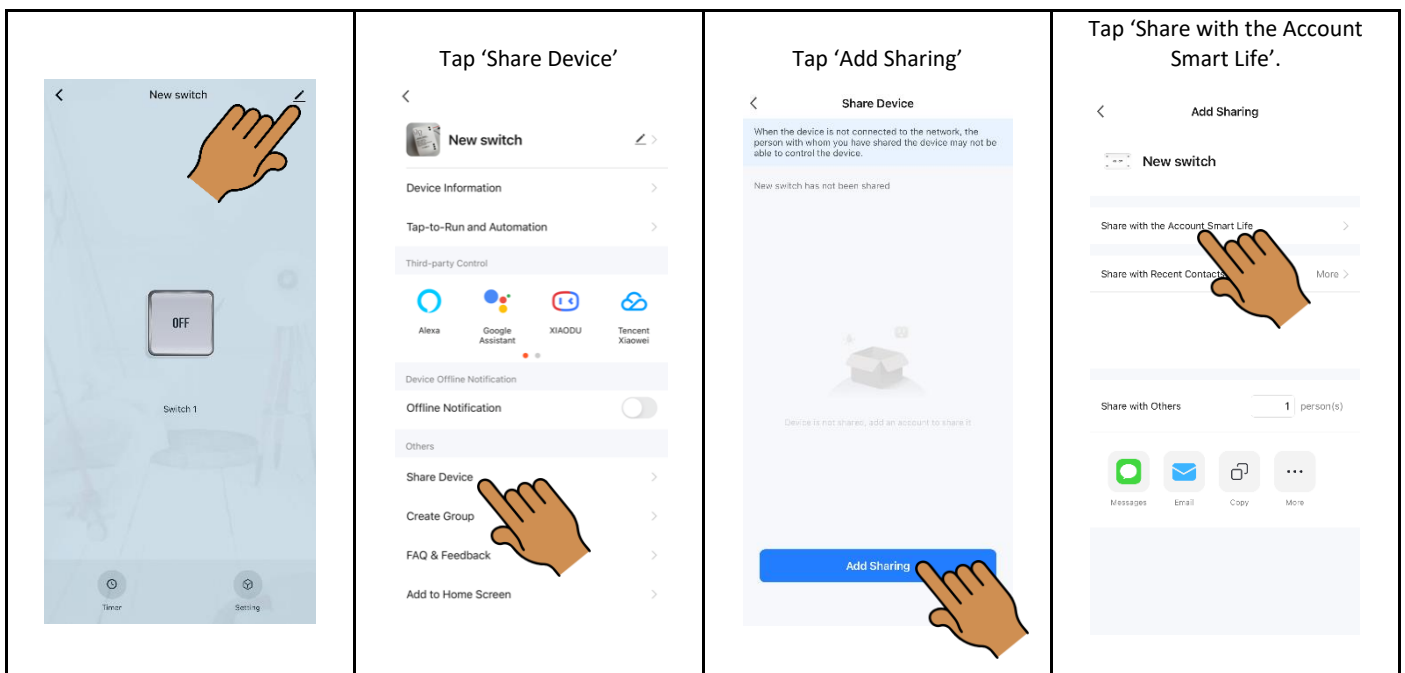 New switch
OFF
Switch 1
Timer
Setting
Tap ‘Share Device’
New switch
Device Information
Tap-to-Run and Automation
Third-party Control
Alexa
Google
Assistant
XIAODU
Tencent
Xiaowei
Device Offline Notification
Offline Notification
Others
Share Device
Create Group
FAQ & Feedback
Add to Home Screen
Tap ‘Add Sharing’
Share Device
When the device is not connected to the network, the
person with whom you have shared the device may not be
able to control the device.
New switch has not been shared
Device is not shared, add an account to share it
Add Sharing
Tap ‘Share with the Account
Smart Life’.
Add Sharing
New switch
Share with the Account Smart Life
Share with Recent Contacts
More
Share with Others
1 person(s)
Messages
Email
Copy
More